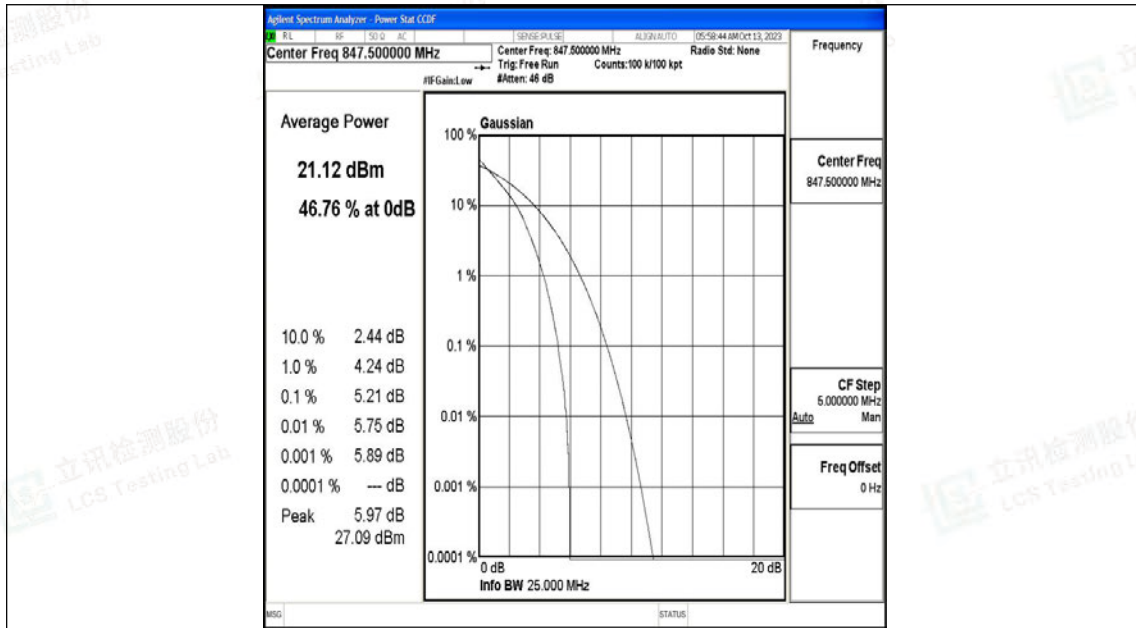 Agilent Spectrum Analyzer - Power Stat CCDF
RL RF 50 Ω AC SENSE:PULSE ALIGNAUTO 05:58:44 AM Oct 13, 2023
Center Freq 847.500000 MHz
Center Freq: 847.500000 MHz Radio Std: None
Trig: Free Run Counts:100 k/100 kpt
#IFGain:Low #Atten: 46 dB
Frequency
Average Power
21.12 dBm
46.76 % at 0dB
10.0 % 2.44 dB
1.0 % 4.24 dB
0.1 % 5.21 dB
0.01 % 5.75 dB
0.001 % 5.89 dB
0.0001 % --- dB
Peak 5.97 dB
27.09 dBm
Gaussian
100 %
10 %
1 %
0.1 %
0.01 %
0.001 %
0.0001 %
0 dB 20 dB
Info BW 25.000 MHz
Center Freq
847.500000 MHz
CF Step
5.000000 MHz
Auto Man
Freq Offset
0 Hz
MSG STATUS
立讯检测股份
LCS Testing Lab
立讯检测股份